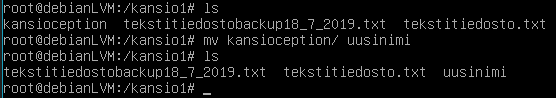 root@debianLVM:/kansio1# ls
kansioception  tekstitiedostobackup18_7_2019.txt  tekstitiedosto.txt
root@debianLVM:/kansio1# mv kansioception/ uusinimi
root@debianLVM:/kansio1# ls
tekstitiedostobackup18_7_2019.txt  tekstitiedosto.txt  uusinimi
root@debianLVM:/kansio1# _